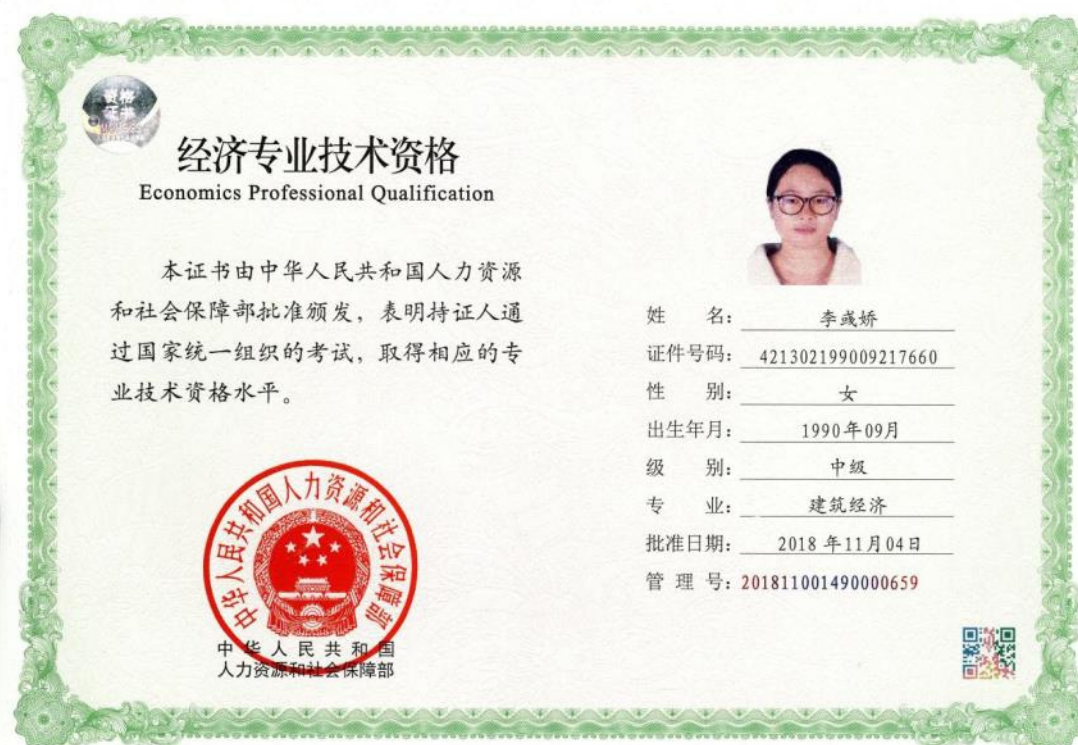 资格
证书
经济专业技术资格
Economics Professional Qualification
本证书由中华人民共和国人力资源
和社会保障部批准颁发，表明持证人通
过国家统一组织的考试，取得相应的专
业技术资格水平。
姓 名：李彧娇
证件号码：421302199009217660
性 别：女
出生年月：1990年09月
级 别：中级
专 业：建筑经济
批准日期：2018年11月04日
管 理 号：201811001490000659
中华人民共和国人力资源和社会保障部
中华人民共和国
人力资源和社会保障部